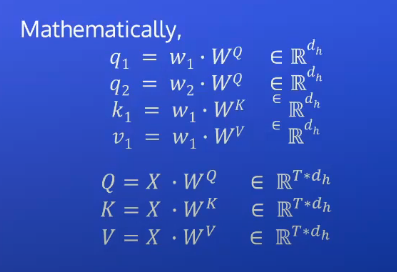 Mathematically,
q₁ = w₁ · W^Q ∈ ℝ^{d_h}
q₂ = w₂ · W^Q ∈ ℝ^{d_h}
k₁ = w₁ · W^K ∈ ℝ^{d_h}
v₁ = w₁ · W^V ∈ ℝ^{d_h}
Q = X · W^Q ∈ ℝ^{T*d_h}
K = X · W^K ∈ ℝ^{T*d_h}
V = X · W^V ∈ ℝ^{T*d_h}